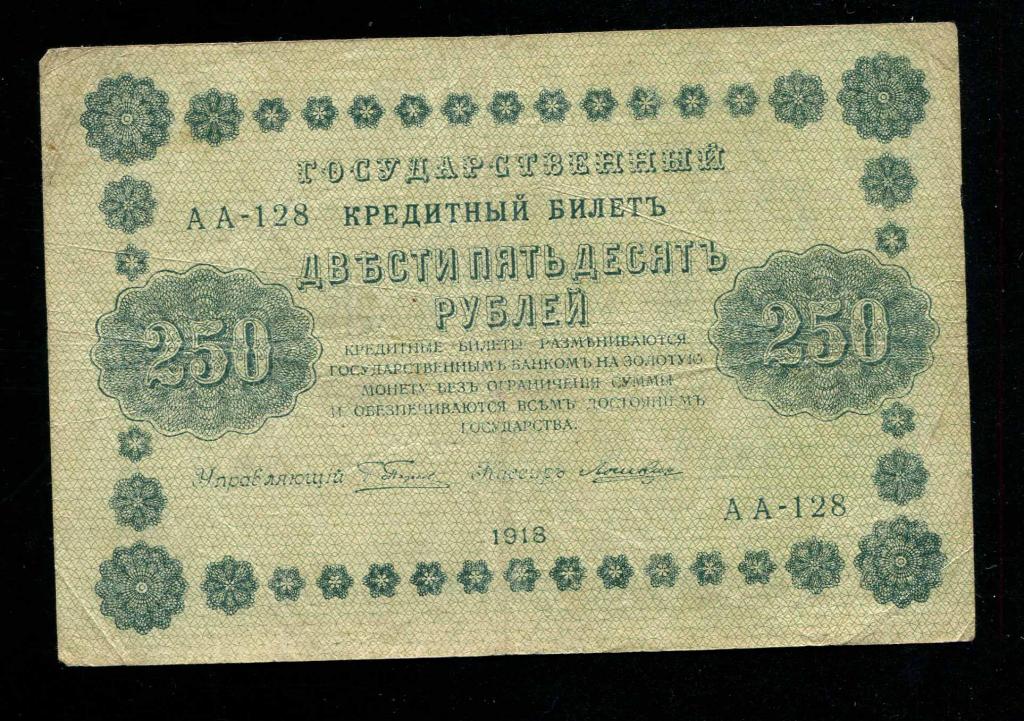 ГОСУДАРСТВЕННЫЙ
АА-128 КРЕДИТНЫЙ БИЛЕТЪ
ДВѢСТИ ПЯТЬДЕСЯТЪ
РУБЛЕЙ
250
250
КРЕДИТНЫЕ БИЛЕТЫ РАЗМѢНИВАЮТСЯ
ГОСУДАРСТВЕННЫМЪ БАНКОМЪ НА ЗОЛОТУЮ
МОНЕТУ БЕЗЪ ОГРАНИЧЕНІЯ СУММЫ
И ОБЕЗПЕЧИВАЮТСЯ ВСѢМЪ ДОСТОЯНІЕМЪ
ГОСУДАРСТВА.
Управляющій Кассиръ
АА-128
1918